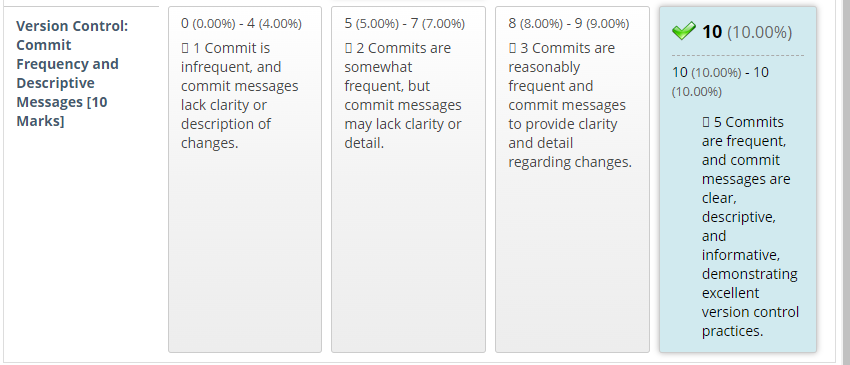 Version Control:
Commit
Frequency and
Descriptive
Messages [10
Marks]
0 (0.00%) - 4 (4.00%)
▯ 1 Commit is
infrequent, and
commit messages
lack clarity or
description of
changes.
5 (5.00%) - 7 (7.00%)
▯ 2 Commits are
somewhat
frequent, but
commit messages
may lack clarity or
detail.
8 (8.00%) - 9 (9.00%)
▯ 3 Commits are
reasonably
frequent and
commit messages
to provide clarity
and detail
regarding changes.
10 (10.00%)
10 (10.00%) - 10
(10.00%)
▯ 5 Commits
are frequent,
and commit
messages are
clear,
descriptive,
and
informative,
demonstrating
excellent
version control
practices.